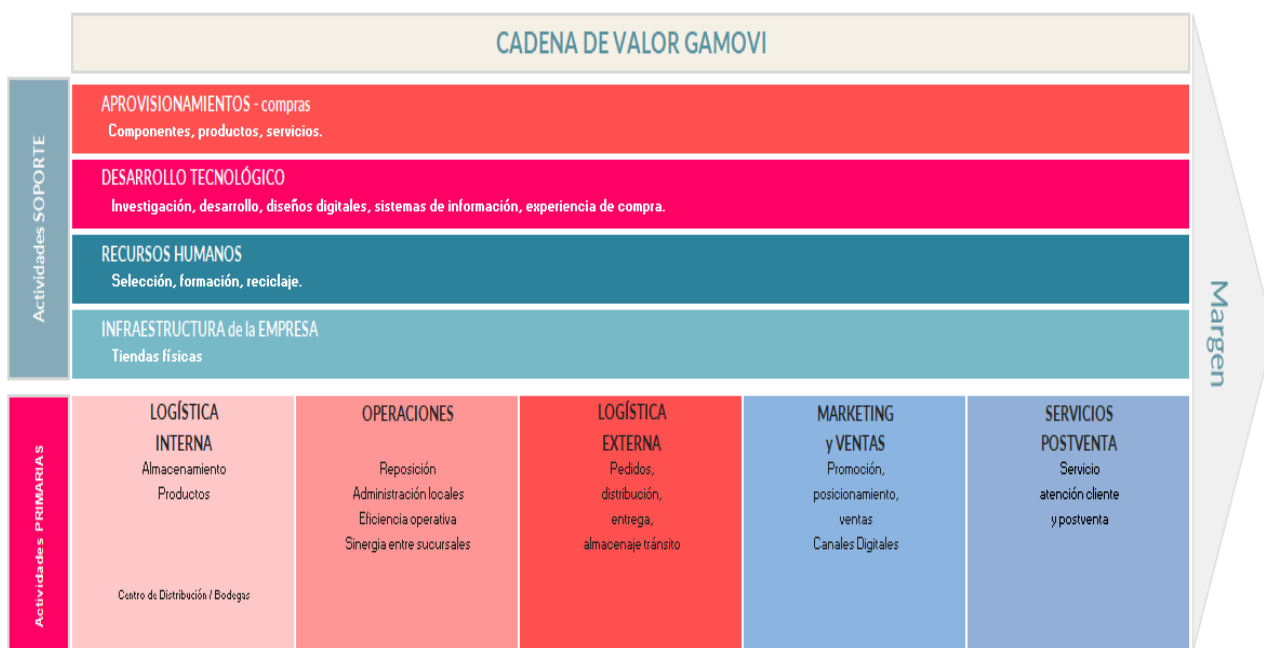 CADENA DE VALOR GAMOVI
Actividades SOPORTE
APROVISIONAMIENTOS - compras
Componentes, productos, servicios.
DESARROLLO TECNOLÓGICO
Investigación, desarrollo, diseños digitales, sistemas de información, experiencia de compra.
RECURSOS HUMANOS
Selección, formación, reciclaje.
INFRAESTRUCTURA de la EMPRESA
Tiendas físicas
Margen
Actividades PRIMARIAS
LOGÍSTICA
INTERNA
Almacenamiento
Productos
Centro de Distribución / Bodegas
OPERACIONES
Reposición
Administración locales
Eficiencia operativa
Sinergia entre sucursales
LOGÍSTICA
EXTERNA
Pedidos,
distribución,
entrega,
almacenaje tránsito
MARKETING
y VENTAS
Promoción,
posicionamiento,
ventas
Canales Digitales
SERVICIOS
POSTVENTA
Servicio
atención cliente
y postventa